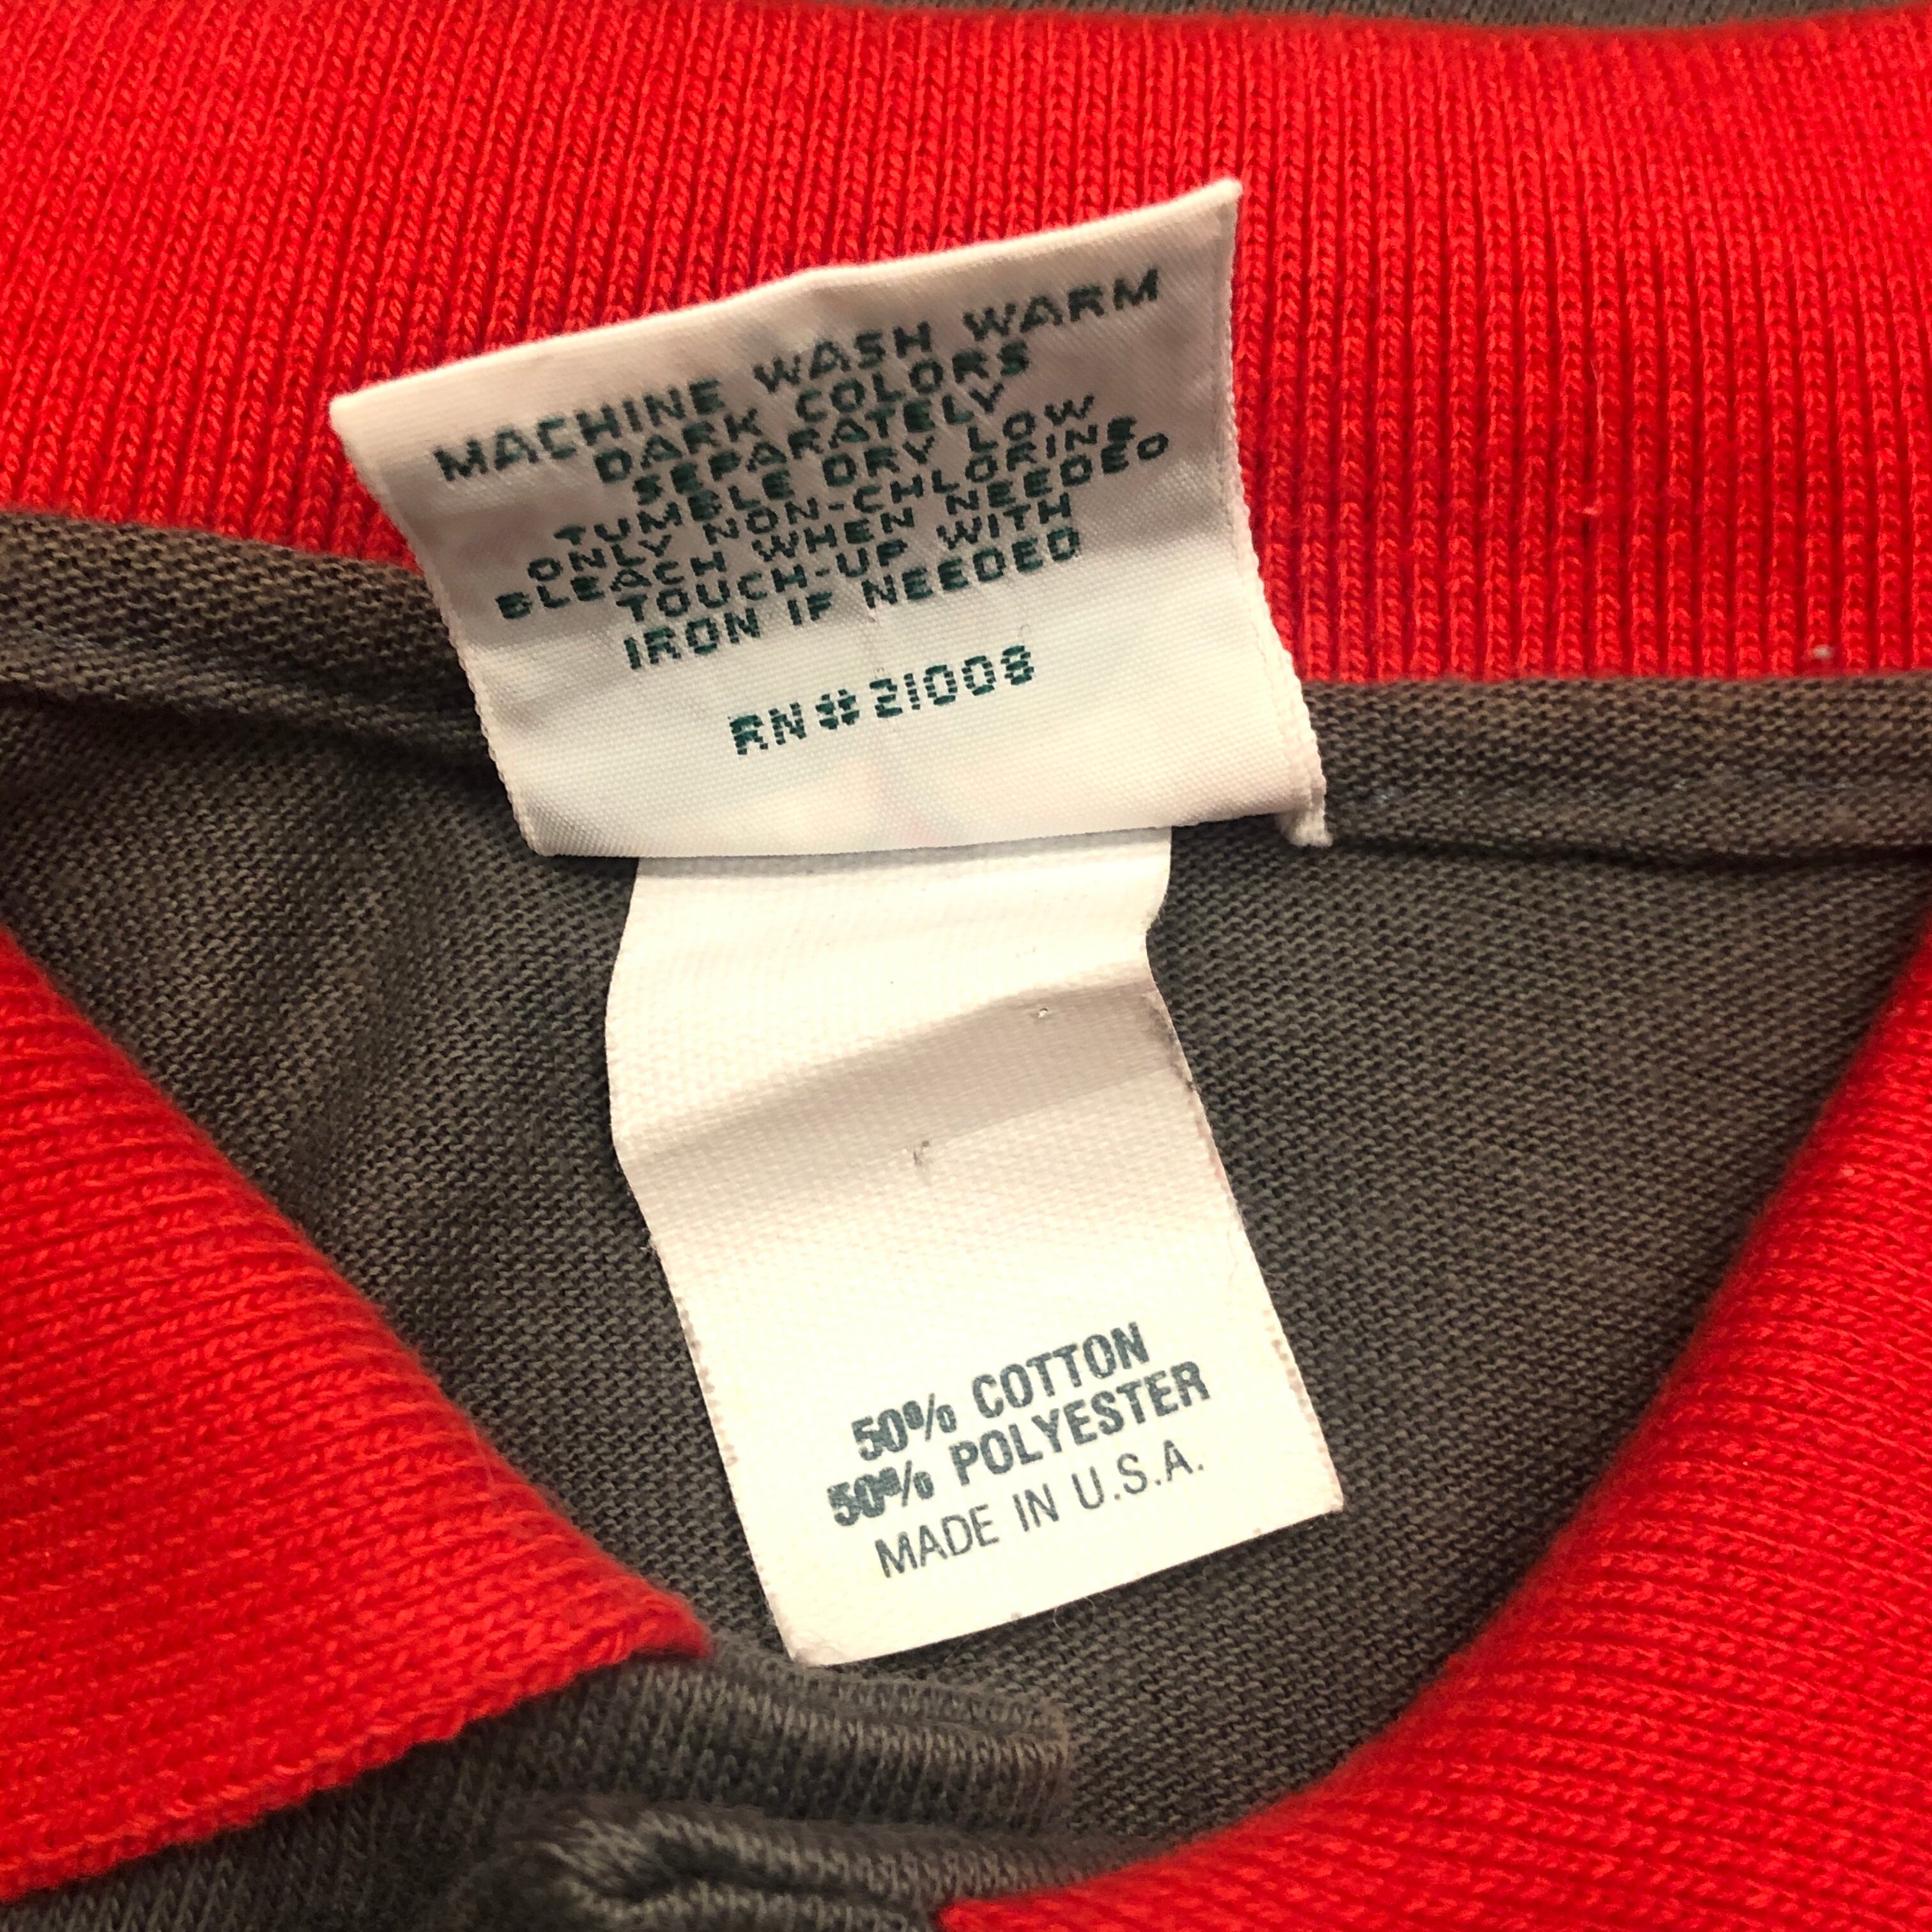 MACHINE WASH WARM
DARK COLORS
SEPARATELY
TUMBLE DRY LOW
ONLY NON-CHLORINE
BLEACH WHEN NEEDED
TOUCH-UP WITH
IRON IF NEEDED
RN#21008
50% COTTON
50% POLYESTER
MADE IN U.S.A.